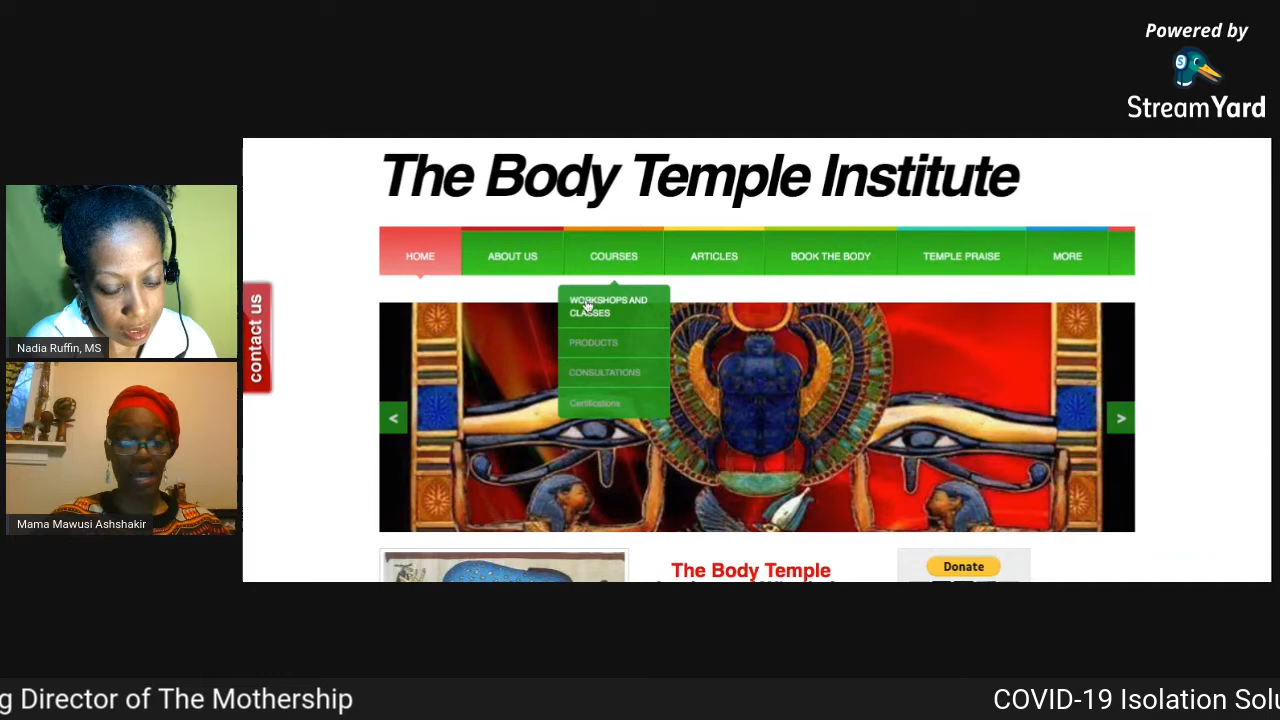 Powered by
StreamYard
The Body Temple Institute
HOME ABOUT US COURSES ARTICLES BOOK THE BODY TEMPLE PRAISE MORE
contact us
WORKSHOPS AND
CLASSES
PRODUCTS
CONSULTATIONS
Certifications
< >
Nadia Ruffin, MS
Mama Mawusi Ashshakir
The Body Temple
Donate
g Director of The Mothership
COVID-19 Isolation Solu